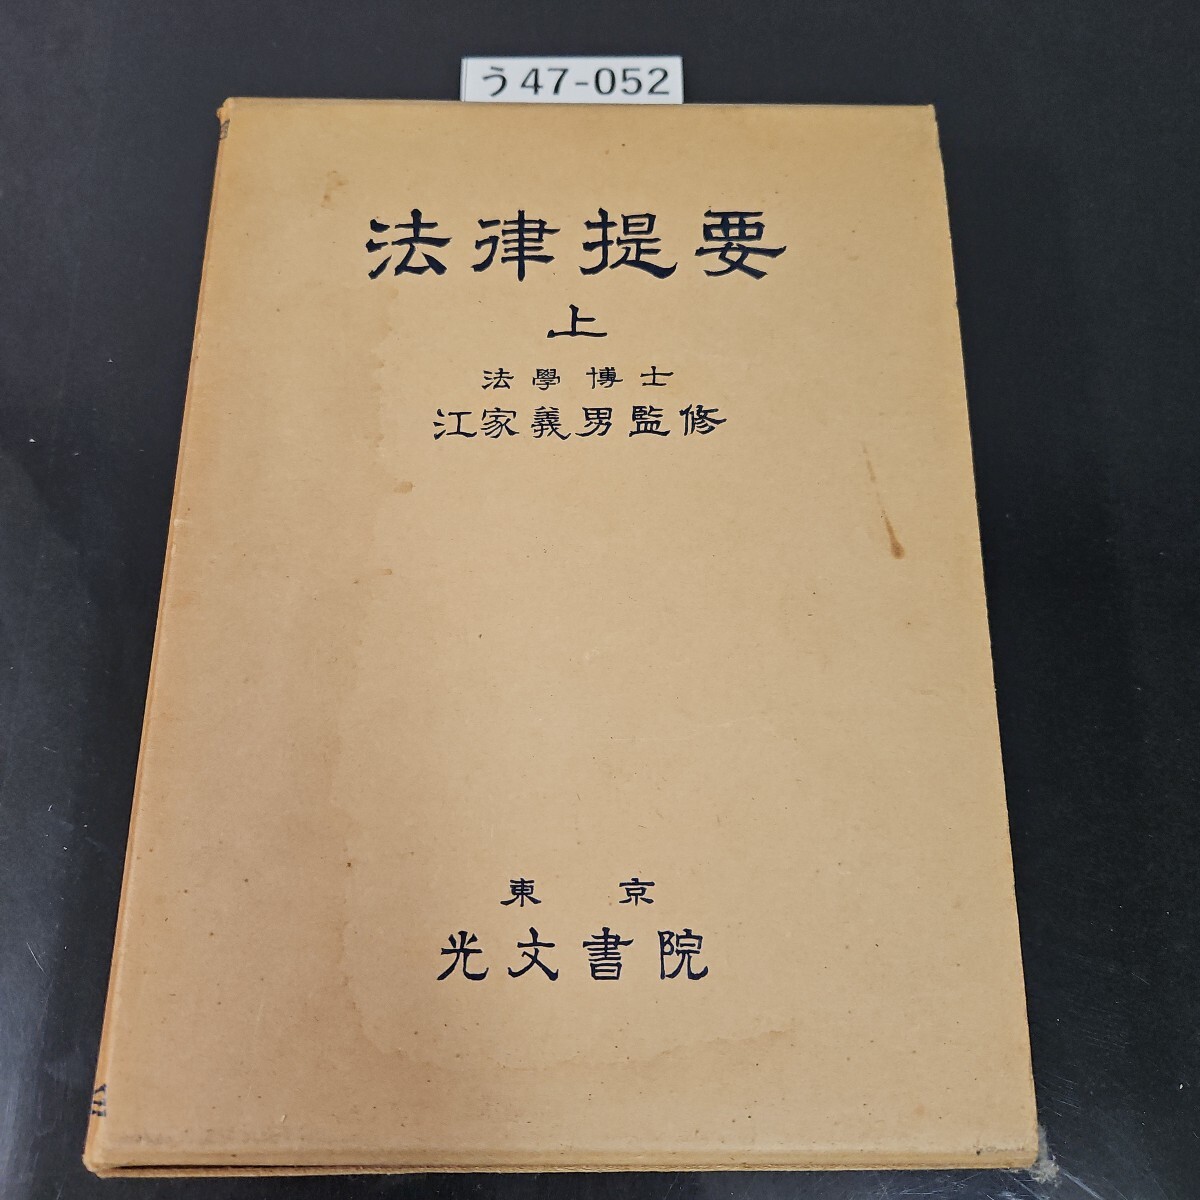 う47-052
法律提要
上
法學博士
江家義男監修
東京
光文書院